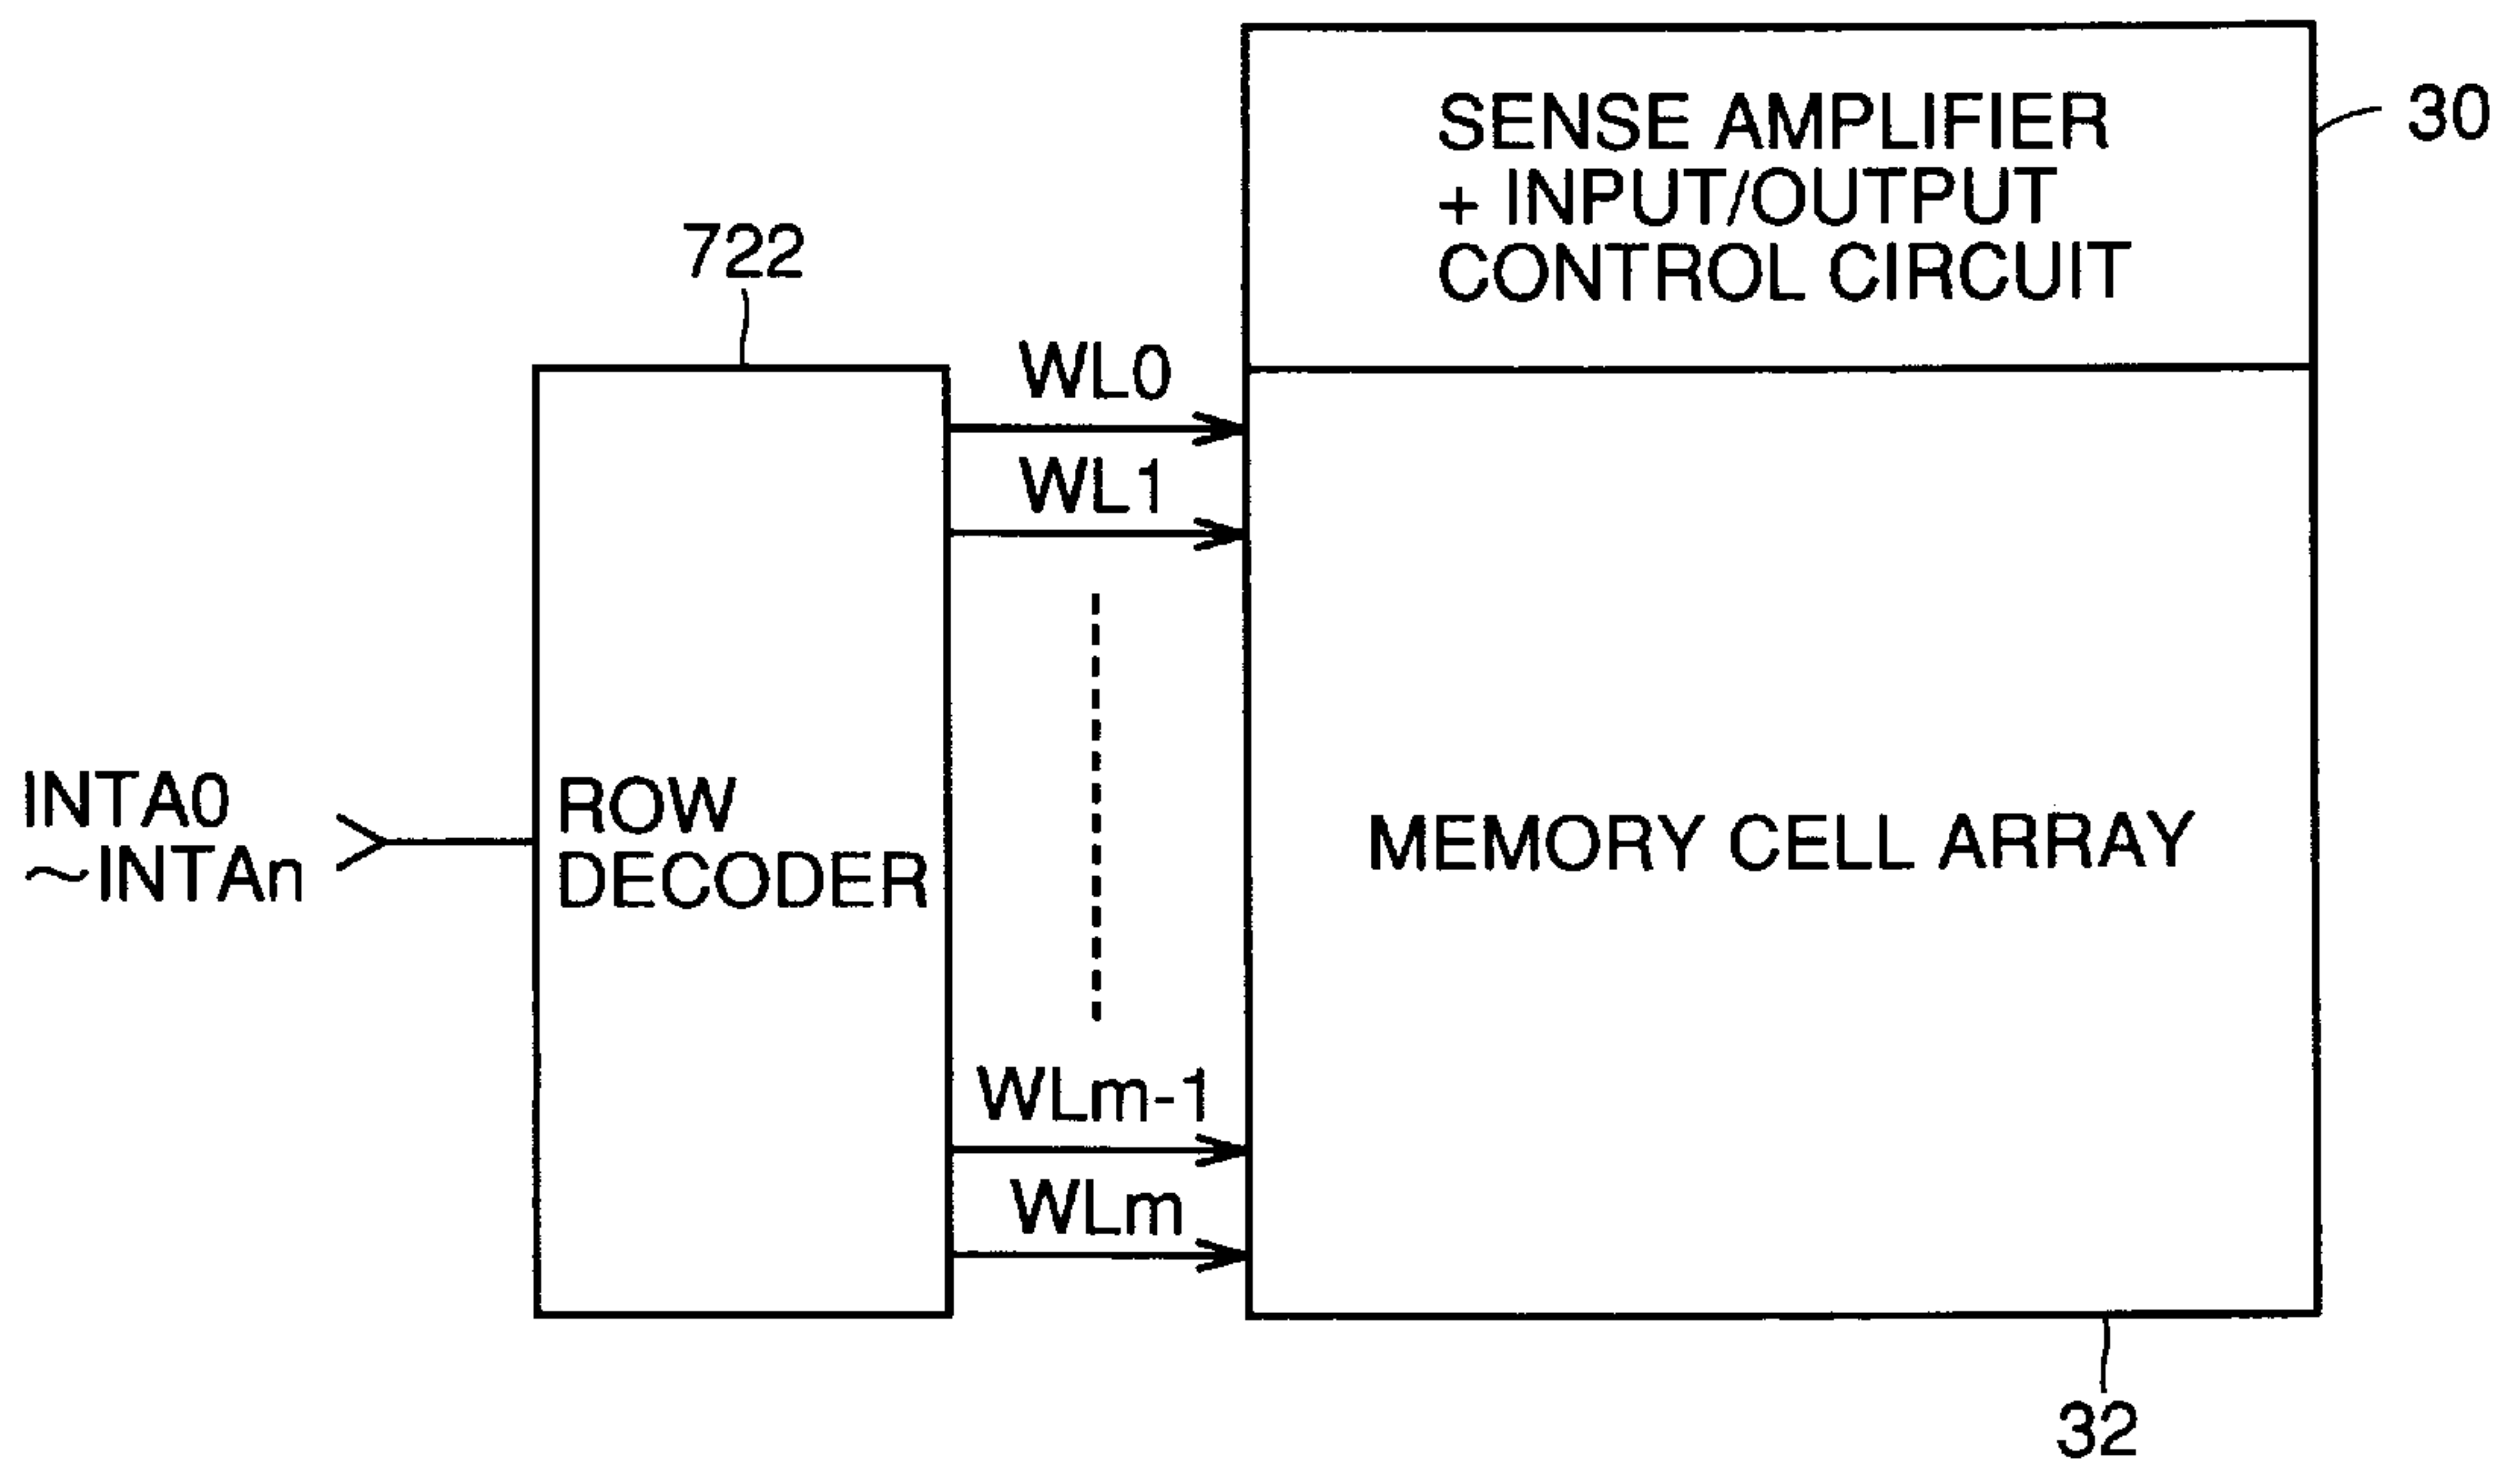 SENSE AMPLIFIER
+ INPUT/OUTPUT
CONTROL CIRCUIT
30
722
WL0
WL1
INTA0
~INTAn
ROW
DECODER
MEMORY CELL ARRAY
WLm-1
WLm
32